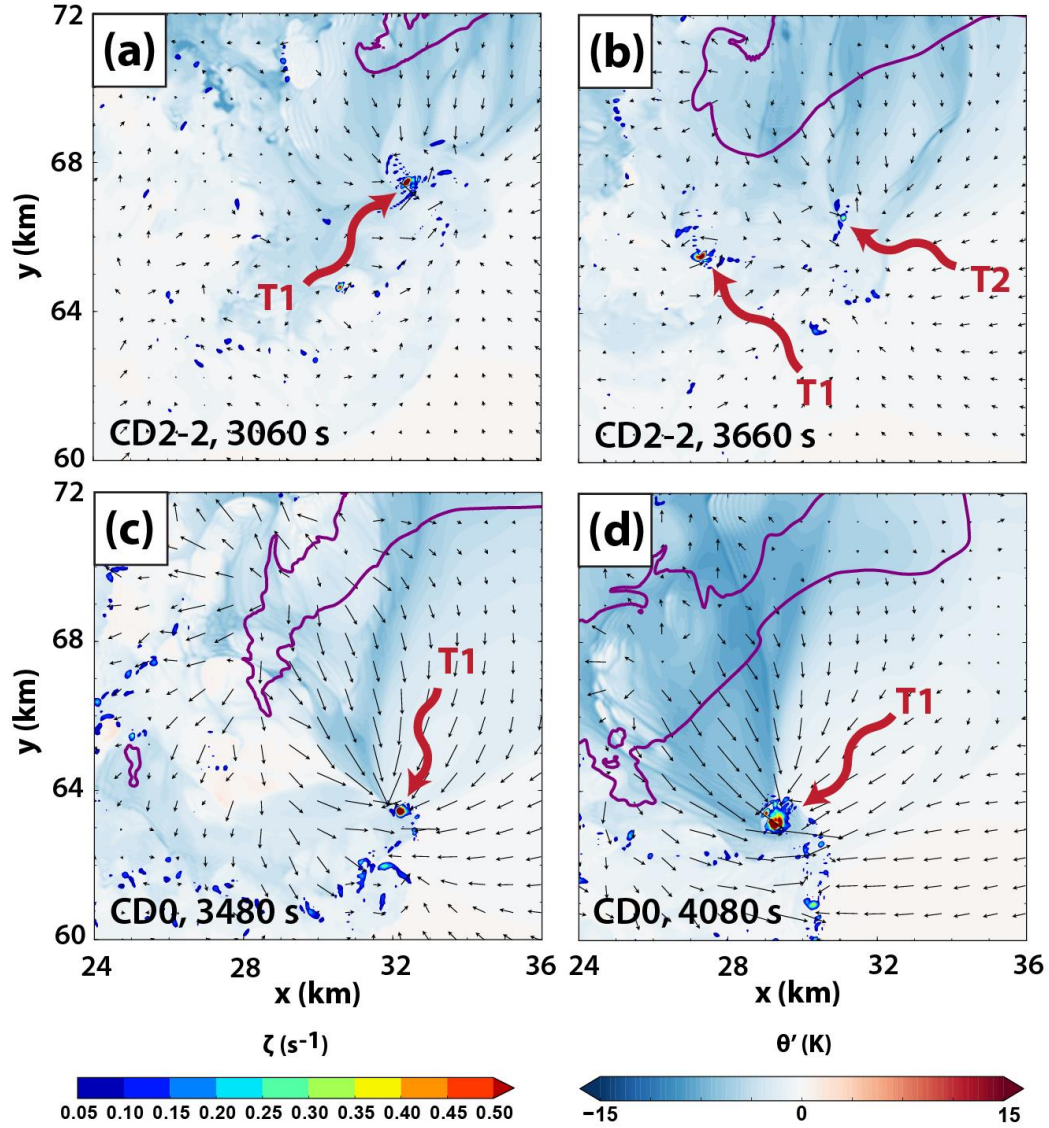 72
(a)
(b)
68
y (km)
T1
T2
64
T1
CD2-2, 3060 s
CD2-2, 3660 s
60
72
(c)
(d)
68
T1
T1
y (km)
64
CD0, 3480 s
CD0, 4080 s
60
24 28 32 36 24 28 32 36
x (km) x (km)
ζ (s⁻¹) θ′ (K)
0.05 0.10 0.15 0.20 0.25 0.30 0.35 0.40 0.45 0.50
−15 0 15